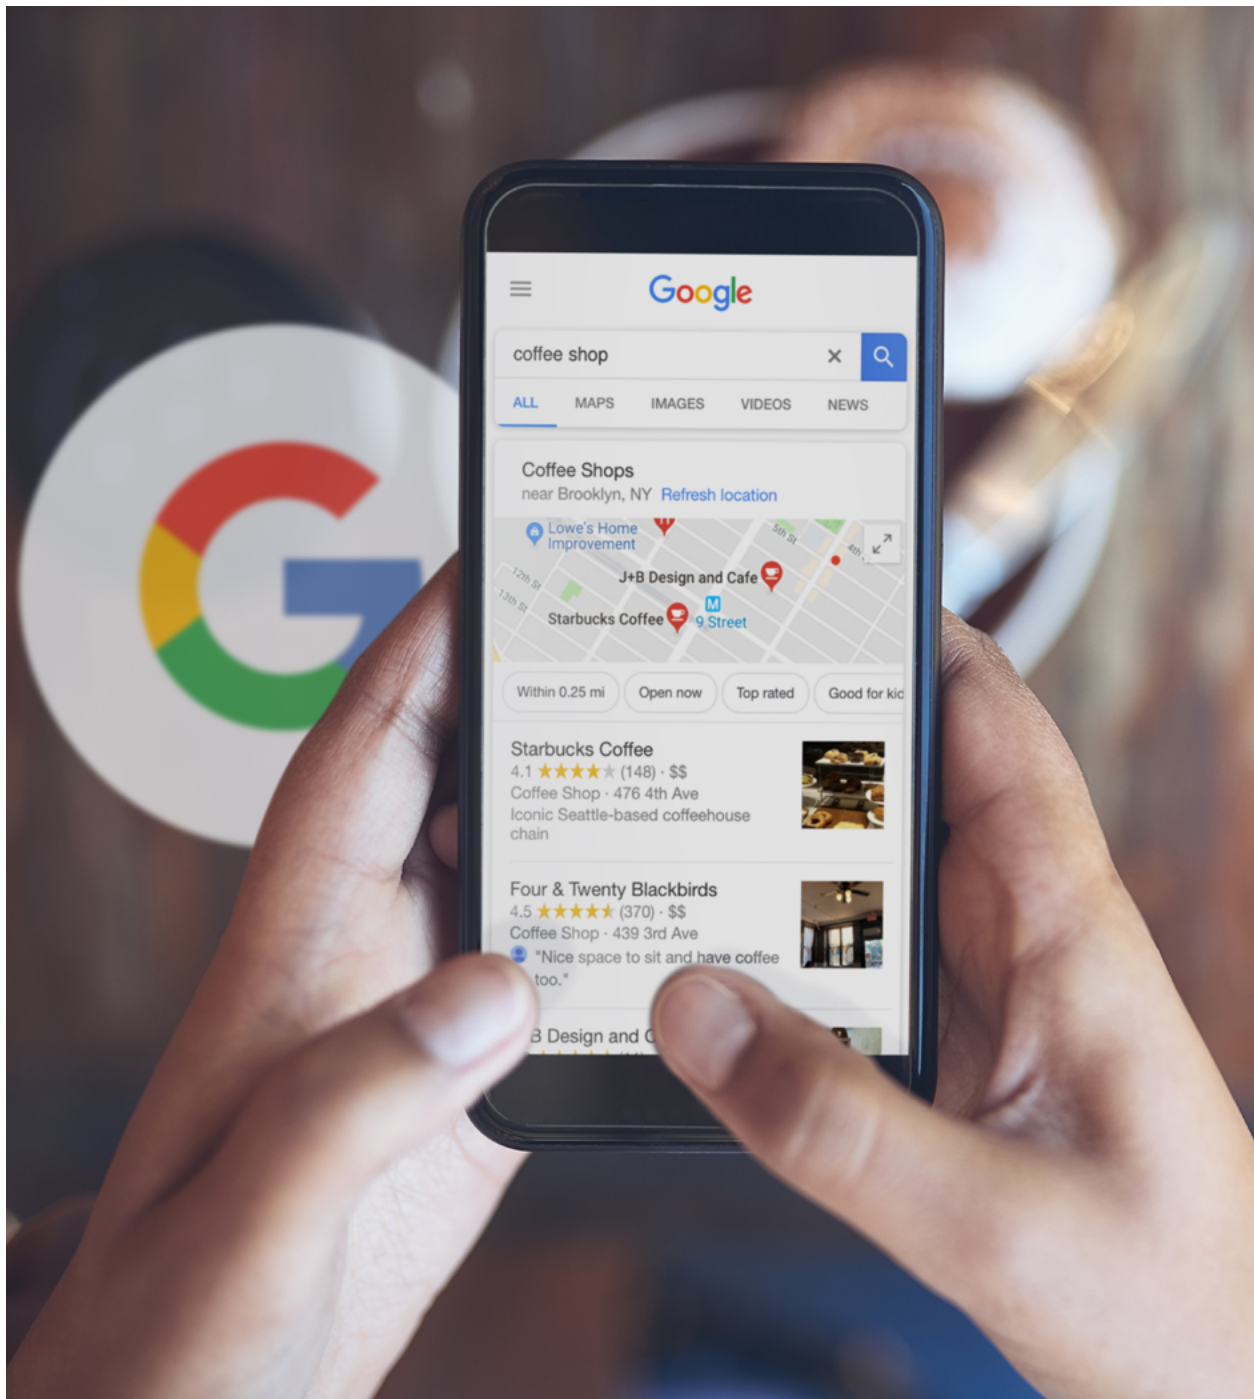 Google
coffee shop
ALL MAPS IMAGES VIDEOS NEWS
Coffee Shops
near Brooklyn, NY Refresh location
Lowe's Home
Improvement
5th St
4th
J+B Design and Cafe
12th St
13th St
M
Starbucks Coffee
9 Street
Within 0.25 mi Open now Top rated Good for kid
Starbucks Coffee
4.1 (148) · $$
Coffee Shop · 476 4th Ave
Iconic Seattle-based coffeehouse
chain
Four & Twenty Blackbirds
4.5 (370) · $$
Coffee Shop · 439 3rd Ave
"Nice space to sit and have coffee
too."
B Design and C
G